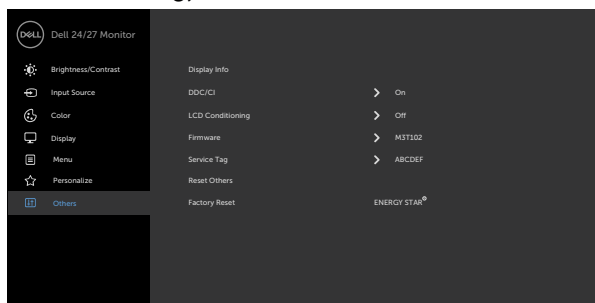 DELL Dell 24/27 Monitor
Brightness/Contrast Display Info
Input Source DDC/CI On
Color LCD Conditioning Off
Display Firmware M3T102
Menu Service Tag ABCDEF
Personalize Reset Others
Others Factory Reset ENERGY STAR®